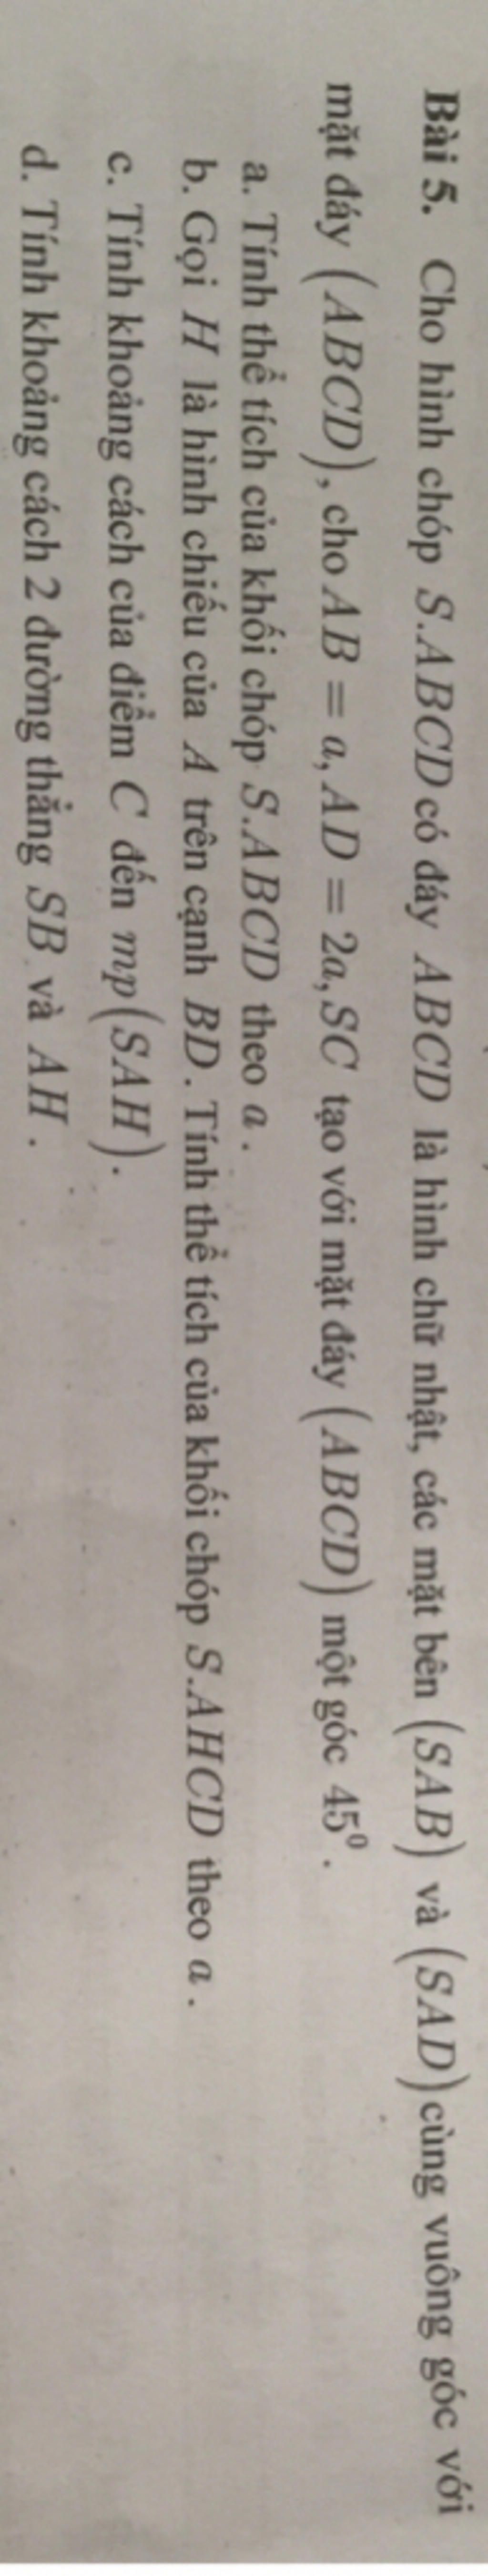 Bài 5. Cho hình chóp S.ABCD có đáy ABCD là hình chữ nhật, các mặt bên (SAB) và (SAD) cùng vuông góc với
mặt đáy (ABCD), cho AB = a, AD = 2a, SC tạo với mặt đáy (ABCD) một góc 45⁰.
a. Tính thể tích của khối chóp S.ABCD theo a.
b. Gọi H là hình chiếu của A trên cạnh BD. Tính thể tích của khối chóp S.AHCD theo a.
c. Tính khoảng cách của điểm C đến mp(SAH).
d. Tính khoảng cách 2 đường thẳng SB và AH.